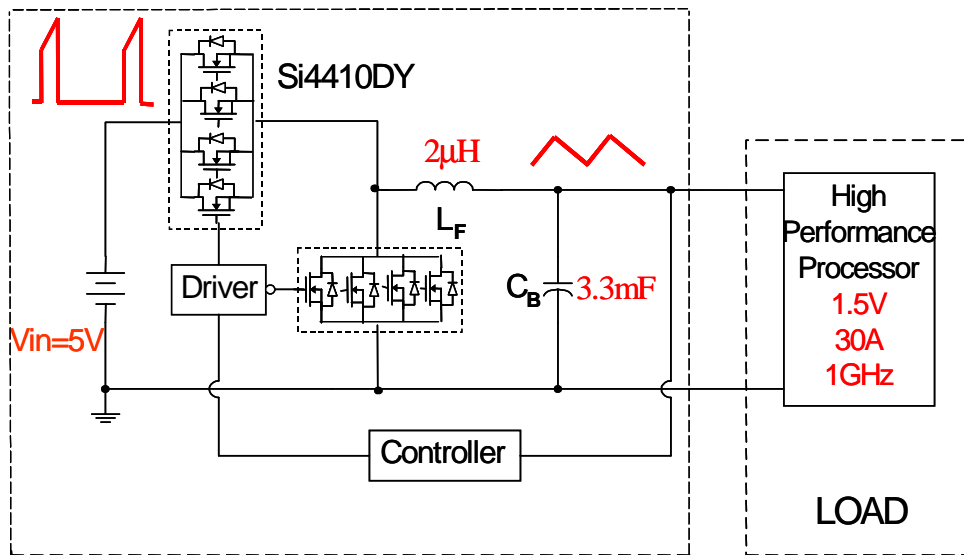 Si4410DY
2μH
L_F
Driver
Vin=5V
C_B
3.3mF
Controller
High
Performance
Processor
1.5V
30A
1GHz
LOAD